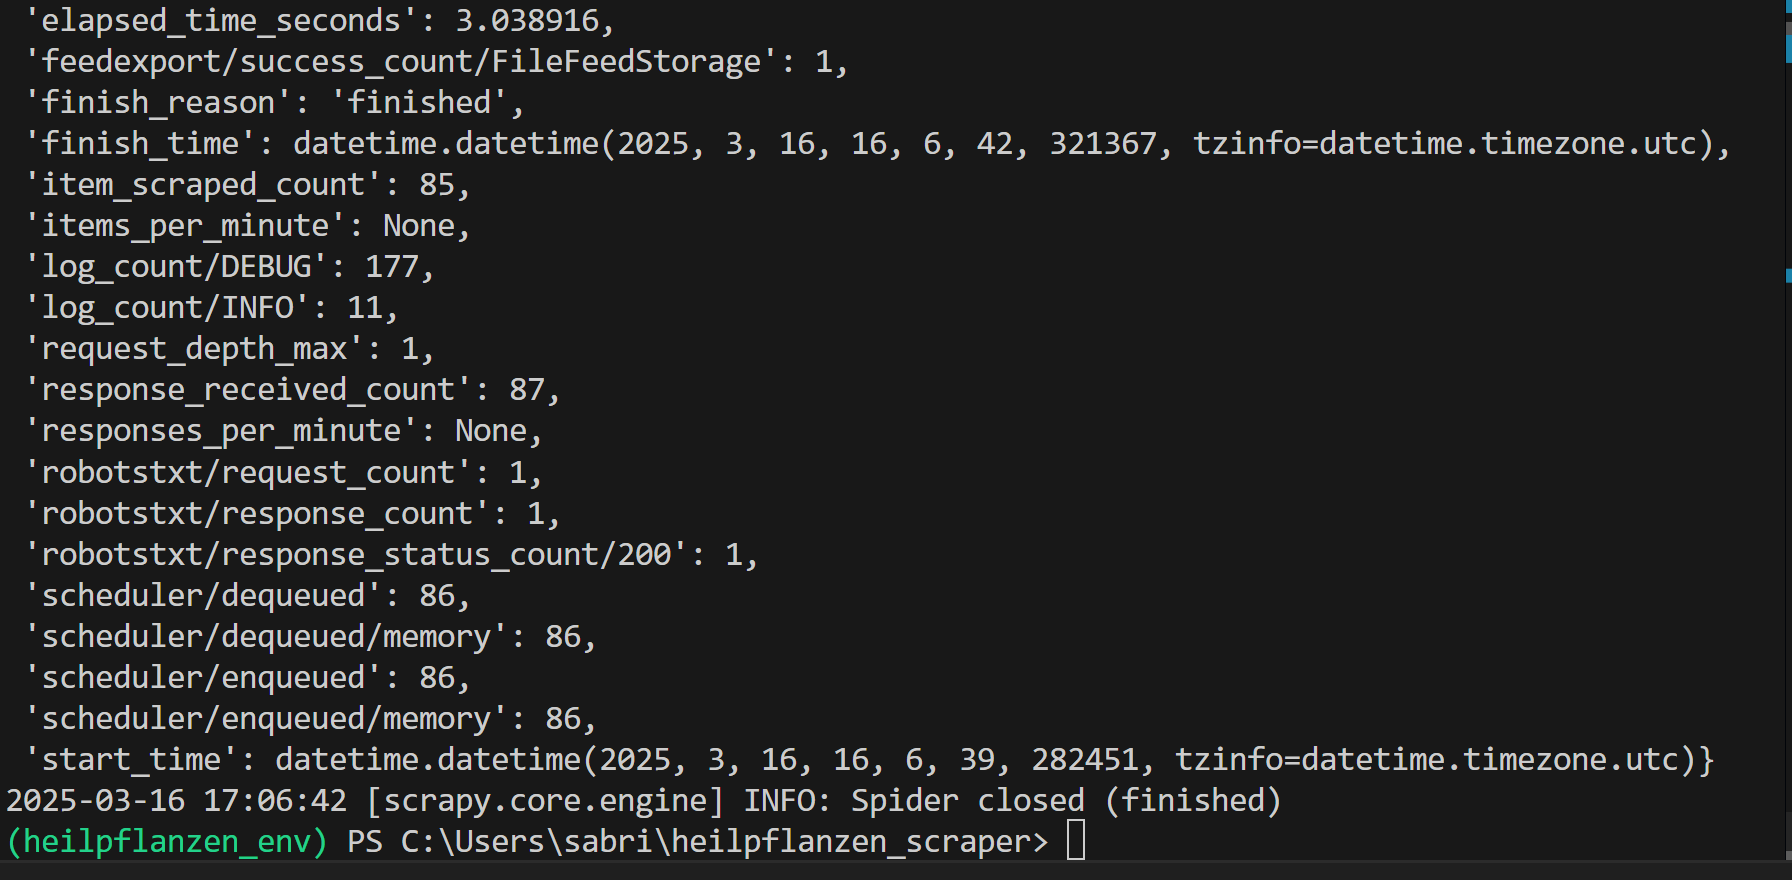 'elapsed_time_seconds': 3.038916,
'feedexport/success_count/FileFeedStorage': 1,
'finish_reason': 'finished',
'finish_time': datetime.datetime(2025, 3, 16, 16, 6, 42, 321367, tzinfo=datetime.timezone.utc),
'item_scraped_count': 85,
'items_per_minute': None,
'log_count/DEBUG': 177,
'log_count/INFO': 11,
'request_depth_max': 1,
'response_received_count': 87,
'responses_per_minute': None,
'robotstxt/request_count': 1,
'robotstxt/response_count': 1,
'robotstxt/response_status_count/200': 1,
'scheduler/dequeued': 86,
'scheduler/dequeued/memory': 86,
'scheduler/enqueued': 86,
'scheduler/enqueued/memory': 86,
'start_time': datetime.datetime(2025, 3, 16, 16, 6, 39, 282451, tzinfo=datetime.timezone.utc)}
2025-03-16 17:06:42 [scrapy.core.engine] INFO: Spider closed (finished)
(heilpflanzen_env) PS C:\Users\sabri\heilpflanzen_scraper>